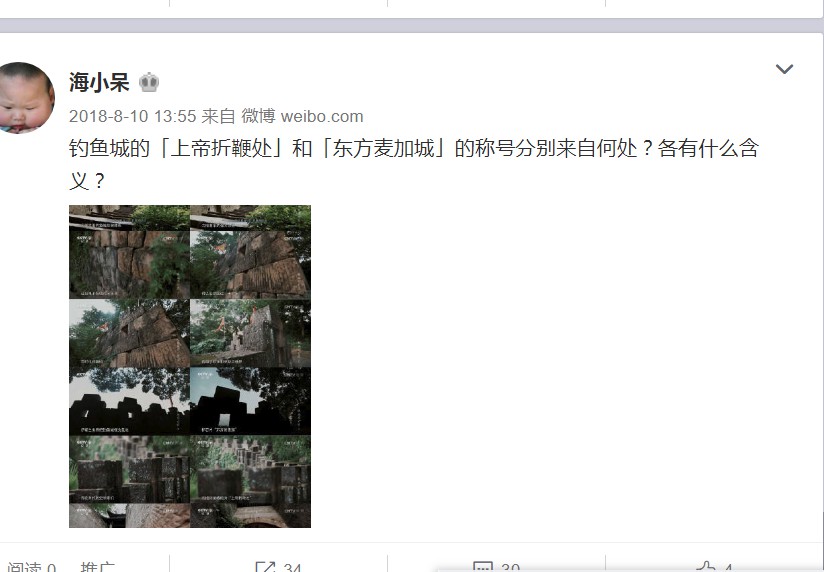 海小呆
2018-8-10 13:55 来自 微博 weibo.com
钓鱼城的「上帝折鞭处」和「东方麦加城」的称号分别来自何处？各有什么含
义？
阅读 0 推广 34 30 4